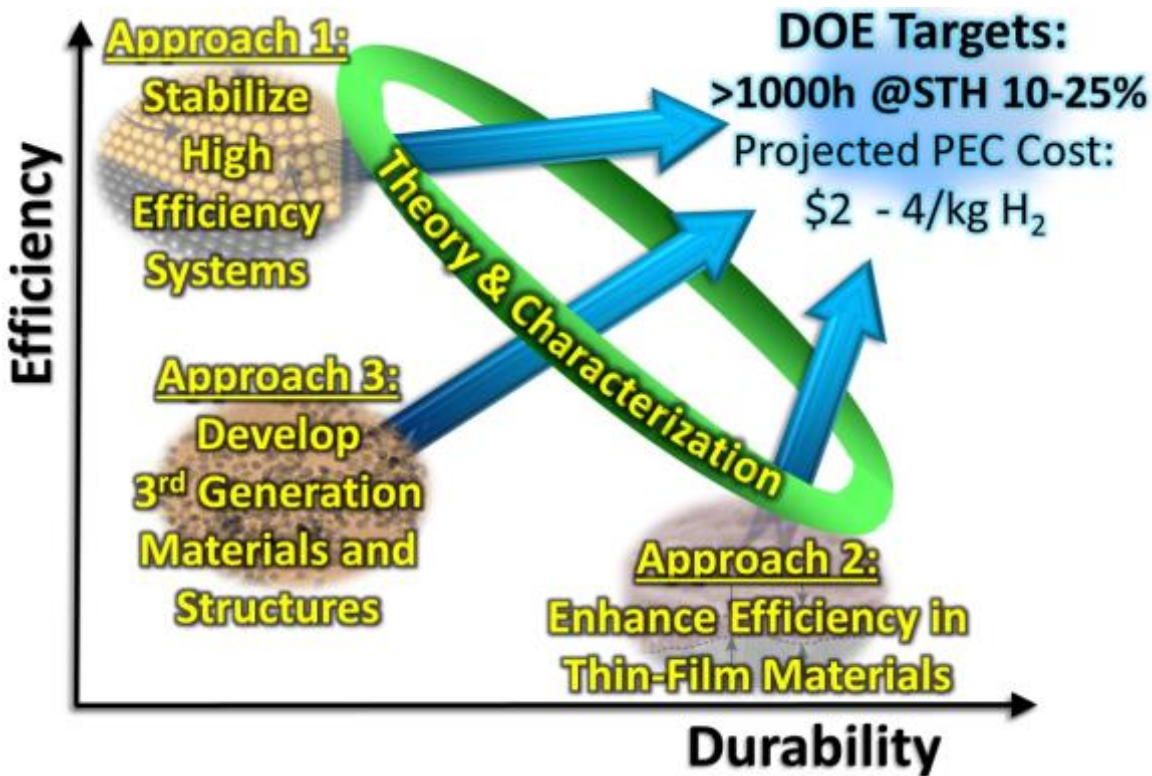 Approach 1:
Stabilize
High
Efficiency
Systems
DOE Targets:
>1000h @STH 10-25%
Projected PEC Cost:
$2 - 4/kg H₂
Theory & Characterization
Approach 3:
Develop
3rd Generation
Materials and
Structures
Approach 2:
Enhance Efficiency in
Thin-Film Materials
Efficiency
Durability